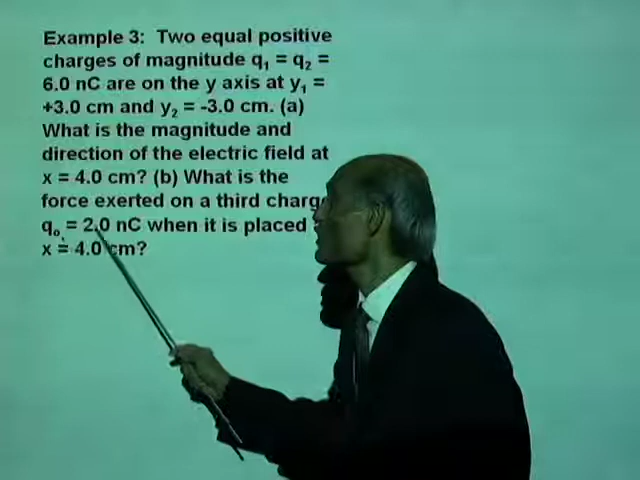 Example 3: Two equal positive
charges of magnitude q₁ = q₂ =
6.0 nC are on the y axis at y₁ =
+3.0 cm and y₂ = -3.0 cm. (a)
What is the magnitude and
direction of the electric field at
x = 4.0 cm? (b) What is the
force exerted on a third charg
qₒ = 2.0 nC when it is placed
x = 4.0 cm?